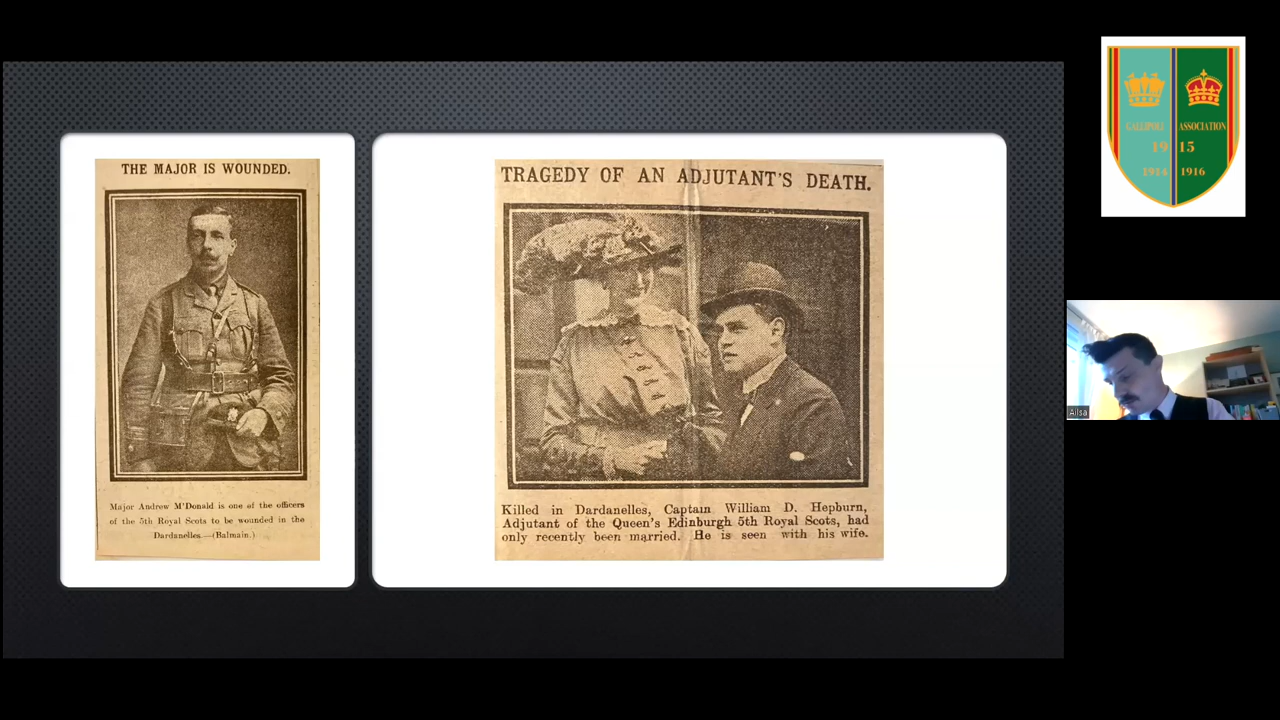 THE MAJOR IS WOUNDED.
Major Andrew M'Donald is one of the officers
of the 5th Royal Scots to be wounded in the
Dardanelles.—(Balmain.)
TRAGEDY OF AN ADJUTANT'S DEATH.
Killed in Dardanelles, Captain William D. Hepburn,
Adjutant of the Queen's Edinburgh 5th Royal Scots, had
only recently been married. He is seen with his wife.
GALLIPOLI ASSOCIATION
19 15
1914 1916
Ailsa